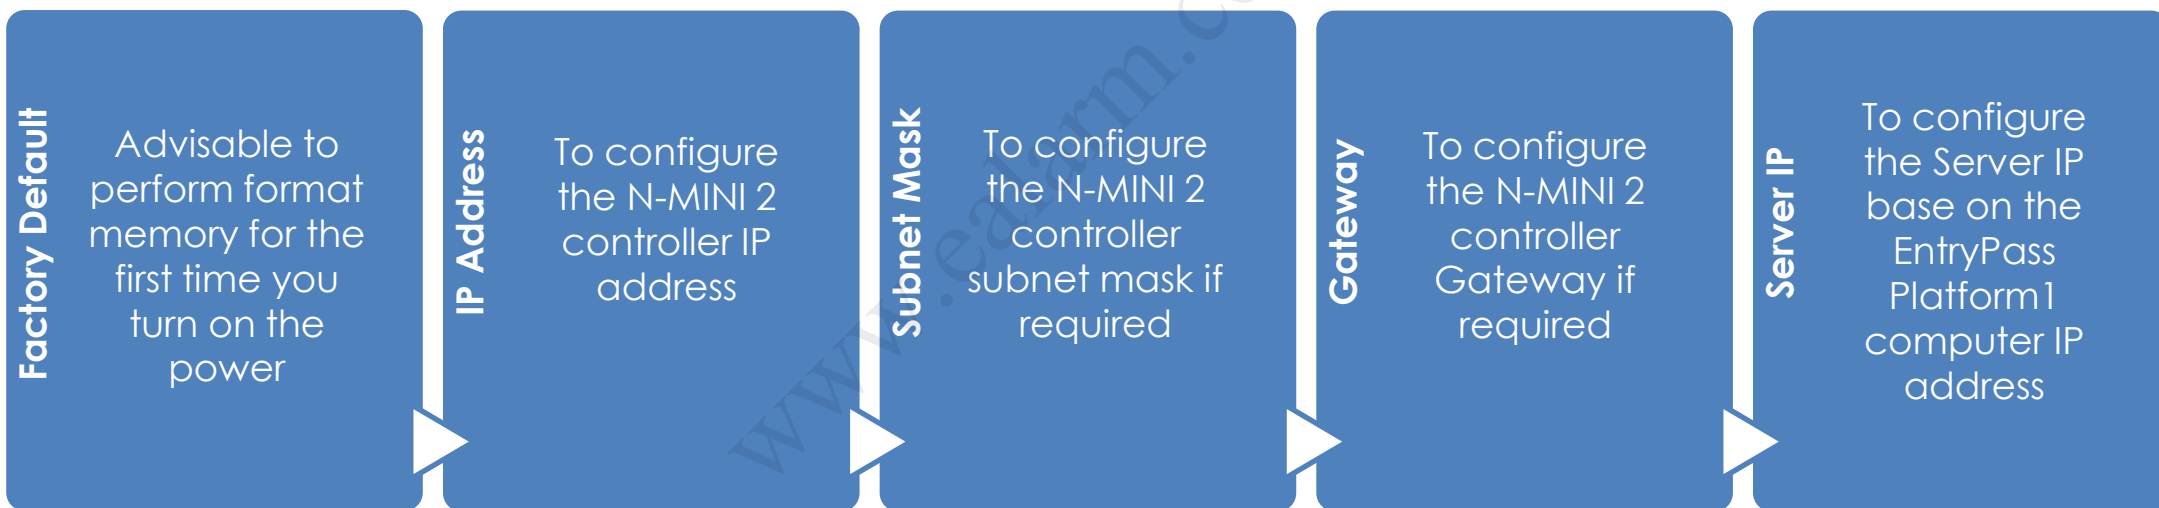 Factory Default
Advisable to
perform format
memory for the
first time you
turn on the
power
IP Address
To configure
the N-MINI 2
controller IP
address
Subnet Mask
To configure
the N-MINI 2
controller
subnet mask if
required
Gateway
To configure
the N-MINI 2
controller
Gateway if
required
Server IP
To configure
the Server IP
base on the
EntryPass
Platform1
computer IP
address